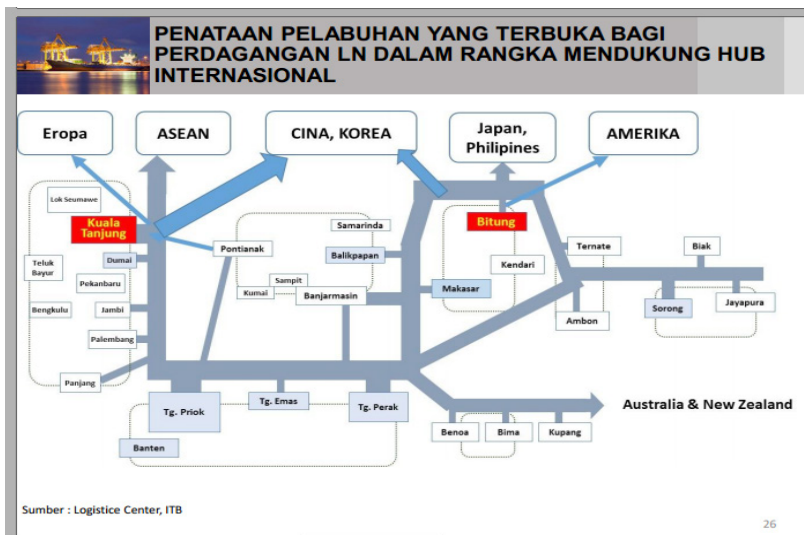 PENATAAN PELABUHAN YANG TERBUKA BAGI
PERDAGANGAN LN DALAM RANGKA MENDUKUNG HUB
INTERNASIONAL
Eropa
ASEAN
CINA, KOREA
Japan,
Philipines
AMERIKA
Lok Seumawe
Kuala
Tanjung
Dumai
Teluk
Bayur
Pekanbaru
Bengkulu
Jambi
Palembang
Panjang
Pontianak
Samarinda
Balikpapan
Sampit
Kumai
Banjarmasin
Bitung
Kendari
Makasar
Ternate
Biak
Ambon
Sorong
Jayapura
Tg. Priok
Tg. Emas
Tg. Perak
Banten
Benoa
Bima
Kupang
Australia & New Zealand
Sumber : Logistice Center, ITB
26